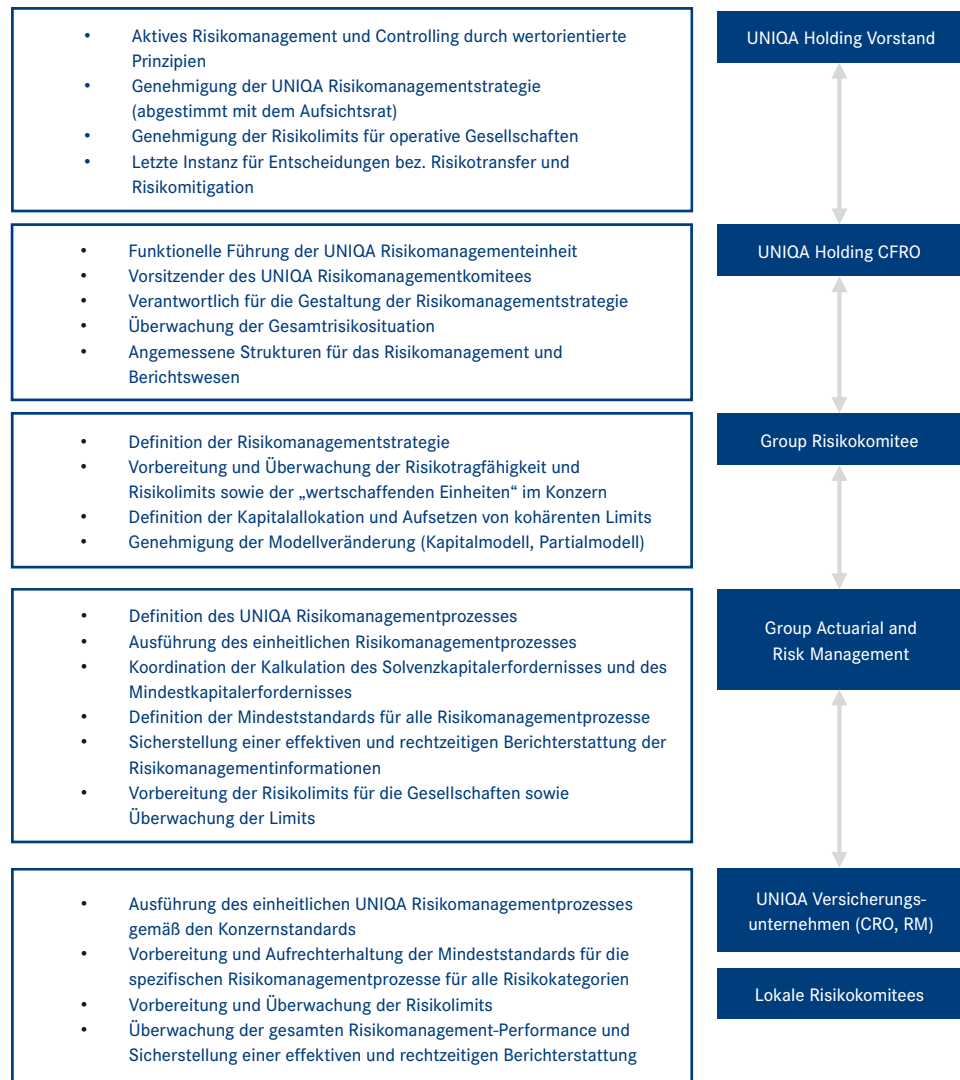 • Aktives Risikomanagement und Controlling durch wertorientierte
Prinzipien
• Genehmigung der UNIQA Risikomanagementstrategie
(abgestimmt mit dem Aufsichtsrat)
• Genehmigung der Risikolimits für operative Gesellschaften
• Letzte Instanz für Entscheidungen bez. Risikotransfer und
Risikomitigation
UNIQA Holding Vorstand
• Funktionelle Führung der UNIQA Risikomanagementeinheit
• Vorsitzender des UNIQA Risikomanagementkomitees
• Verantwortlich für die Gestaltung der Risikomanagementstrategie
• Überwachung der Gesamtrisikosituation
• Angemessene Strukturen für das Risikomanagement und
Berichtswesen
UNIQA Holding CFRO
• Definition der Risikomanagementstrategie
• Vorbereitung und Überwachung der Risikotragfähigkeit und
Risikolimits sowie der „wertschaffenden Einheiten“ im Konzern
• Definition der Kapitalallokation und Aufsetzen von kohärenten Limits
• Genehmigung der Modellveränderung (Kapitalmodell, Partialmodell)
Group Risikokomitee
• Definition des UNIQA Risikomanagementprozesses
• Ausführung des einheitlichen Risikomanagementprozesses
• Koordination der Kalkulation des Solvenzkapitalerfordernisses und des
Mindestkapitalerfordernisses
• Definition der Mindeststandards für alle Risikomanagementprozesse
• Sicherstellung einer effektiven und rechtzeitigen Berichterstattung der
Risikomanagementinformationen
• Vorbereitung der Risikolimits für die Gesellschaften sowie
Überwachung der Limits
Group Actuarial and
Risk Management
• Ausführung des einheitlichen UNIQA Risikomanagementprozesses
gemäß den Konzernstandards
• Vorbereitung und Aufrechterhaltung der Mindeststandards für die
spezifischen Risikomanagementprozesse für alle Risikokategorien
• Vorbereitung und Überwachung der Risikolimits
• Überwachung der gesamten Risikomanagement-Performance und
Sicherstellung einer effektiven und rechtzeitigen Berichterstattung
UNIQA Versicherungs-
unternehmen (CRO, RM)
Lokale Risikokomitees